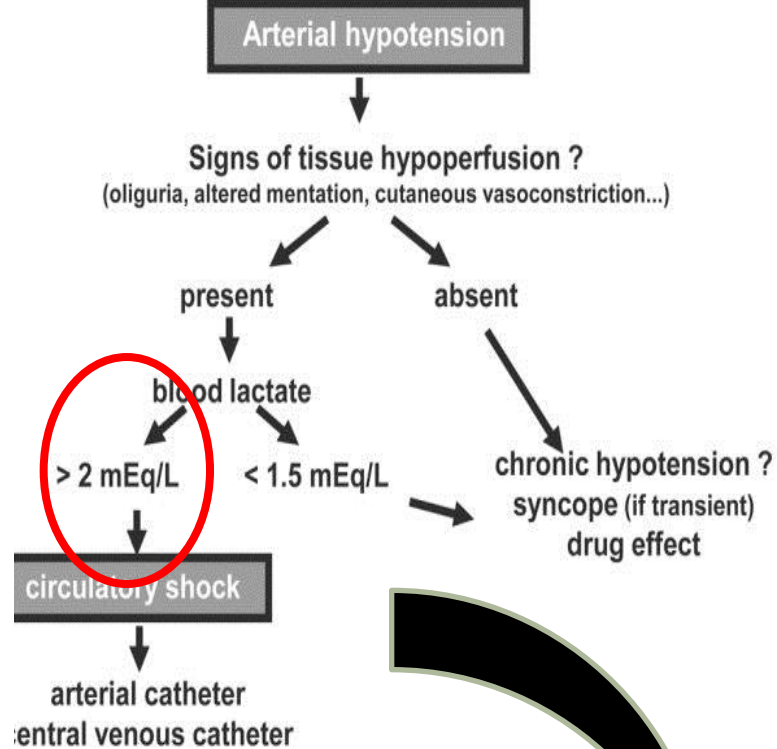 Arterial hypotension
Signs of tissue hypoperfusion ?
(oliguria, altered mentation, cutaneous vasoconstriction...)
present
absent
blood lactate
> 2 mEq/L
< 1.5 mEq/L
chronic hypotension ?
syncope (if transient)
drug effect
circulatory shock
arterial catheter
entral venous catheter